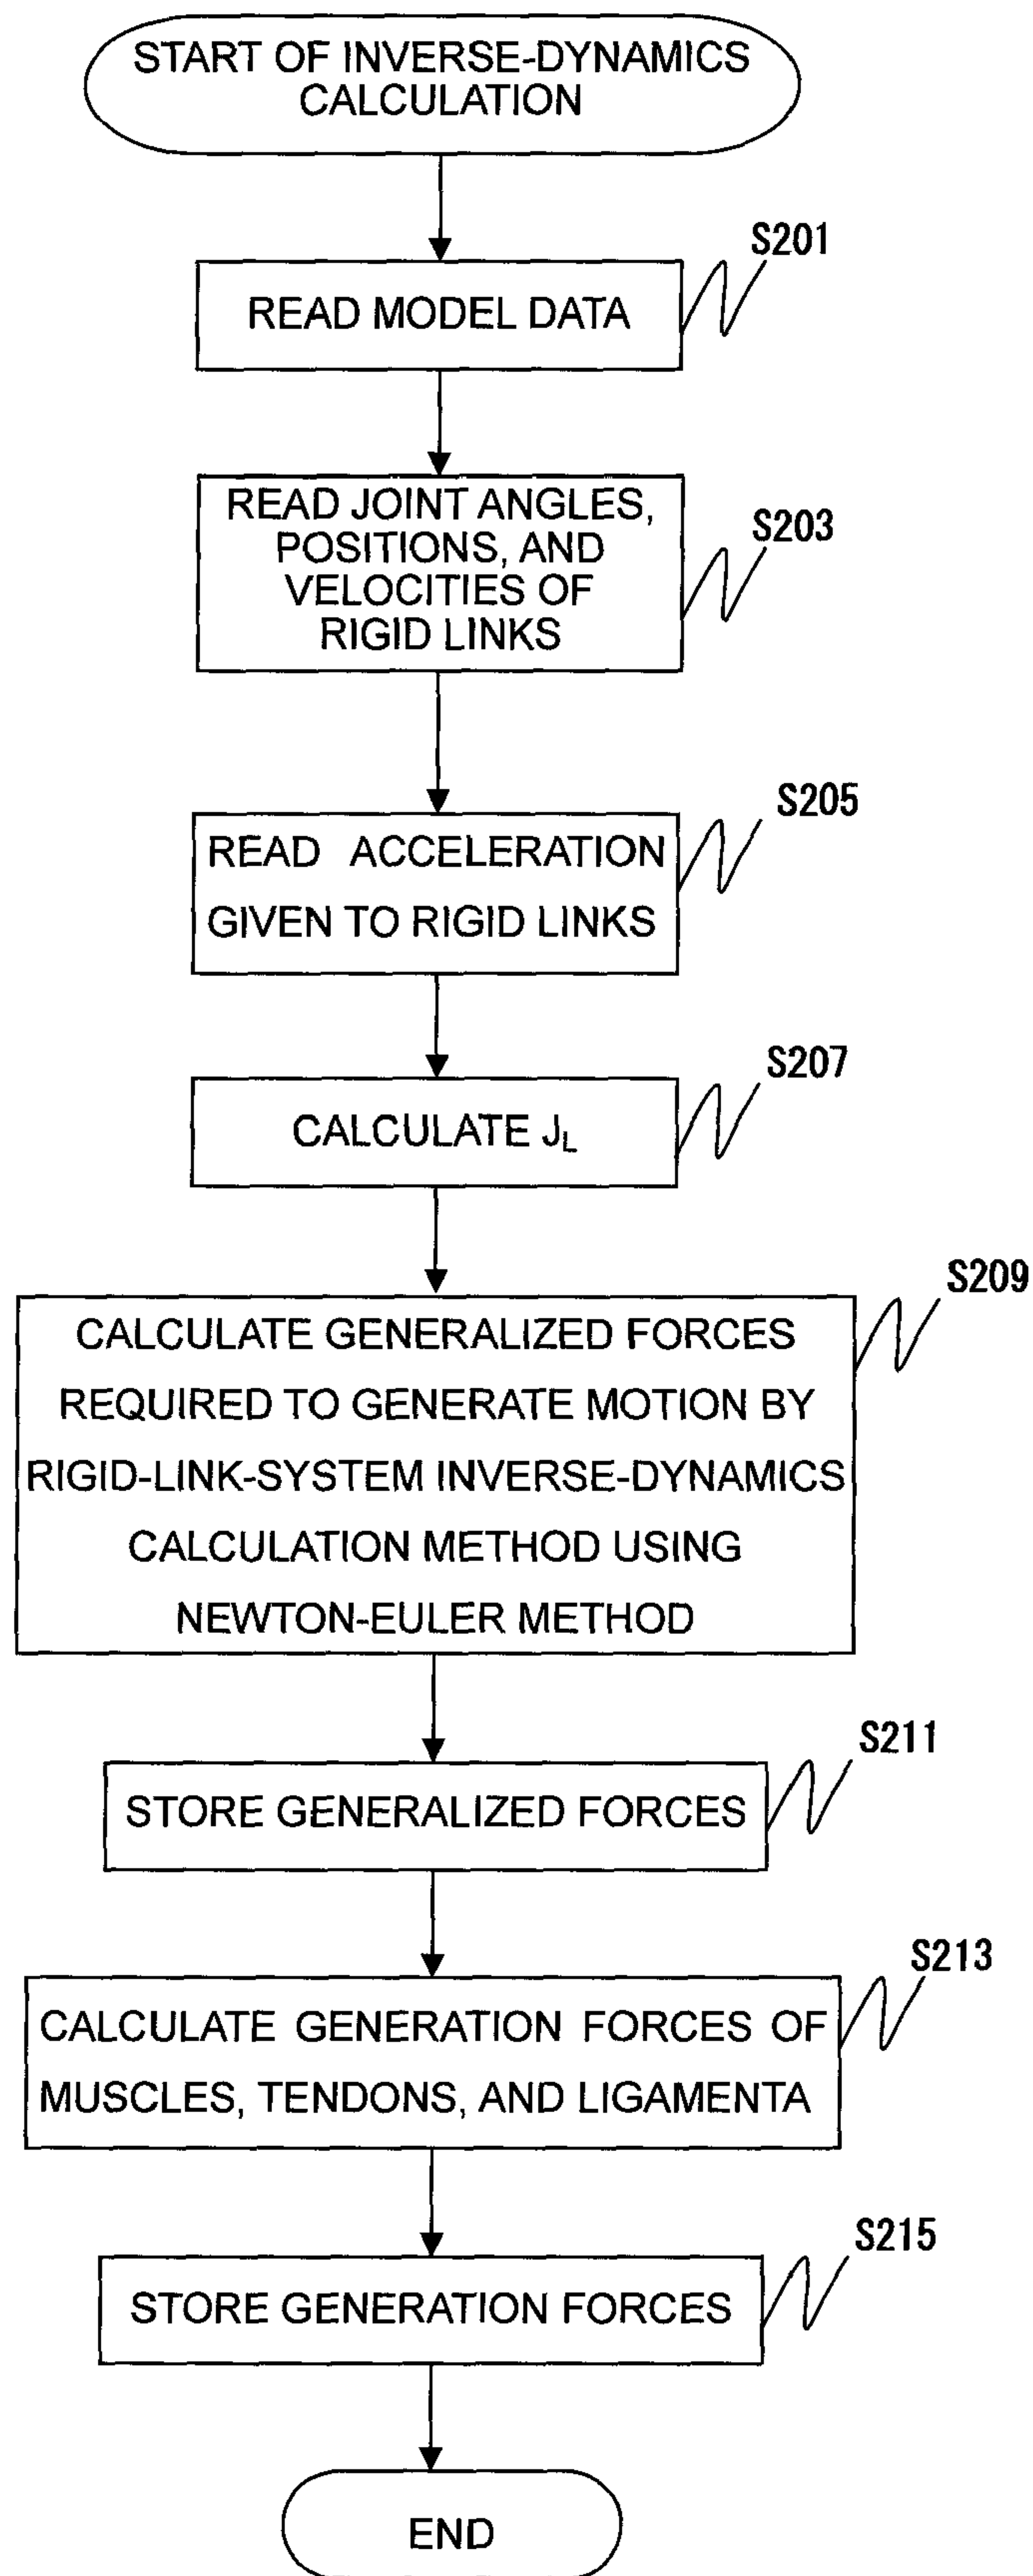 START OF INVERSE-DYNAMICS
CALCULATION
S201
READ MODEL DATA
S203
READ JOINT ANGLES,
POSITIONS, AND
VELOCITIES OF
RIGID LINKS
S205
READ ACCELERATION
GIVEN TO RIGID LINKS
S207
CALCULATE JL
S209
CALCULATE GENERALIZED FORCES
REQUIRED TO GENERATE MOTION BY
RIGID-LINK-SYSTEM INVERSE-DYNAMICS
CALCULATION METHOD USING
NEWTON-EULER METHOD
S211
STORE GENERALIZED FORCES
S213
CALCULATE GENERATION FORCES OF
MUSCLES, TENDONS, AND LIGAMENTA
S215
STORE GENERATION FORCES
END